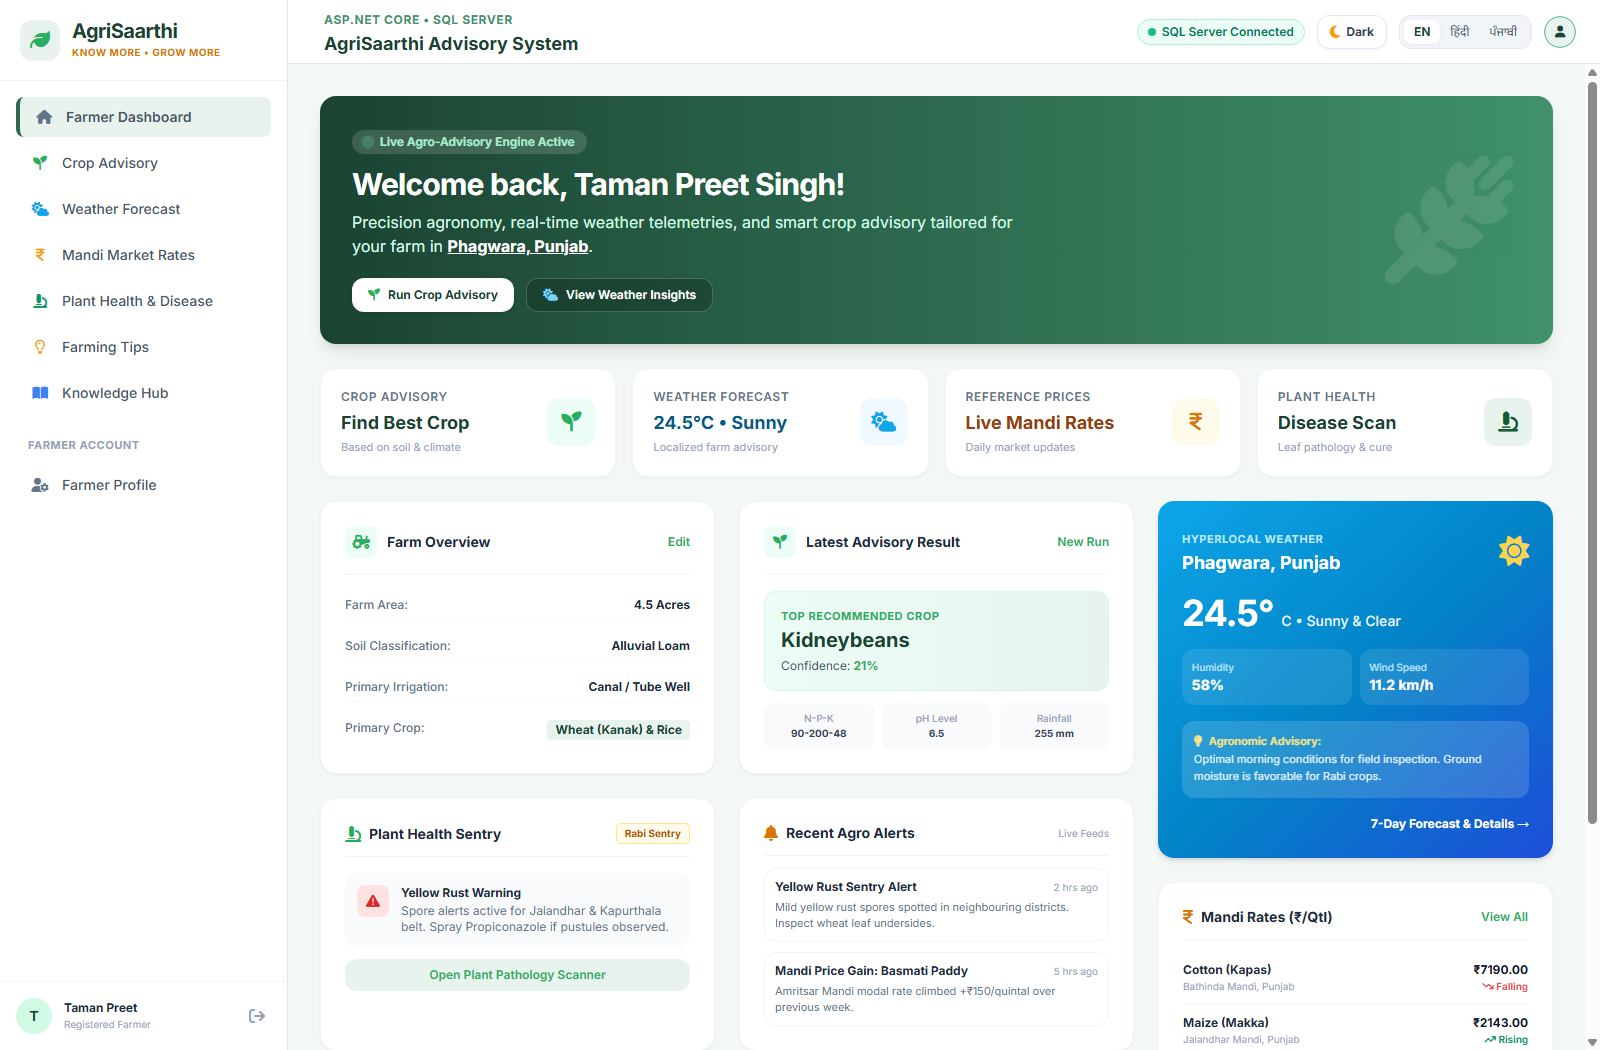 AgriSaarthi
KNOW MORE • GROW MORE
Farmer Dashboard
Crop Advisory
Weather Forecast
Mandi Market Rates
Plant Health & Disease
Farming Tips
Knowledge Hub
FARMER ACCOUNT
Farmer Profile
T
Taman Preet
Registered Farmer
ASP.NET CORE • SQL SERVER
AgriSaarthi Advisory System
SQL Server Connected
Dark
EN हिंदी ਪੰਜਾਬੀ
Live Agro-Advisory Engine Active
Welcome back, Taman Preet Singh!
Precision agronomy, real-time weather telemetries, and smart crop advisory tailored for
your farm in Phagwara, Punjab.
Run Crop Advisory
View Weather Insights
CROP ADVISORY
Find Best Crop
Based on soil & climate
WEATHER FORECAST
24.5°C • Sunny
Localized farm advisory
REFERENCE PRICES
Live Mandi Rates
Daily market updates
₹
PLANT HEALTH
Disease Scan
Leaf pathology & cure
Farm Overview
Edit
Farm Area: 4.5 Acres
Soil Classification: Alluvial Loam
Primary Irrigation: Canal / Tube Well
Primary Crop: Wheat (Kanak) & Rice
Latest Advisory Result
New Run
TOP RECOMMENDED CROP
Kidneybeans
Confidence: 21%
N-P-K
90-200-48
pH Level
6.5
Rainfall
255 mm
HYPERLOCAL WEATHER
Phagwara, Punjab
24.5° C • Sunny & Clear
Humidity
58%
Wind Speed
11.2 km/h
Agronomic Advisory:
Optimal morning conditions for field inspection. Ground
moisture is favorable for Rabi crops.
7-Day Forecast & Details →
Plant Health Sentry
Rabi Sentry
Yellow Rust Warning
Spore alerts active for Jalandhar & Kapurthala
belt. Spray Propiconazole if pustules observed.
Open Plant Pathology Scanner
Recent Agro Alerts
Live Feeds
Yellow Rust Sentry Alert
2 hrs ago
Mild yellow rust spores spotted in neighbouring districts.
Inspect wheat leaf undersides.
Mandi Price Gain: Basmati Paddy
5 hrs ago
Amritsar Mandi modal rate climbed +₹150/quintal over
previous week.
₹ Mandi Rates (₹/Qtl)
View All
Cotton (Kapas)
₹7190.00
Bathinda Mandi, Punjab
Falling
Maize (Makka)
₹2143.00
Jalandhar Mandi, Punjab
Rising